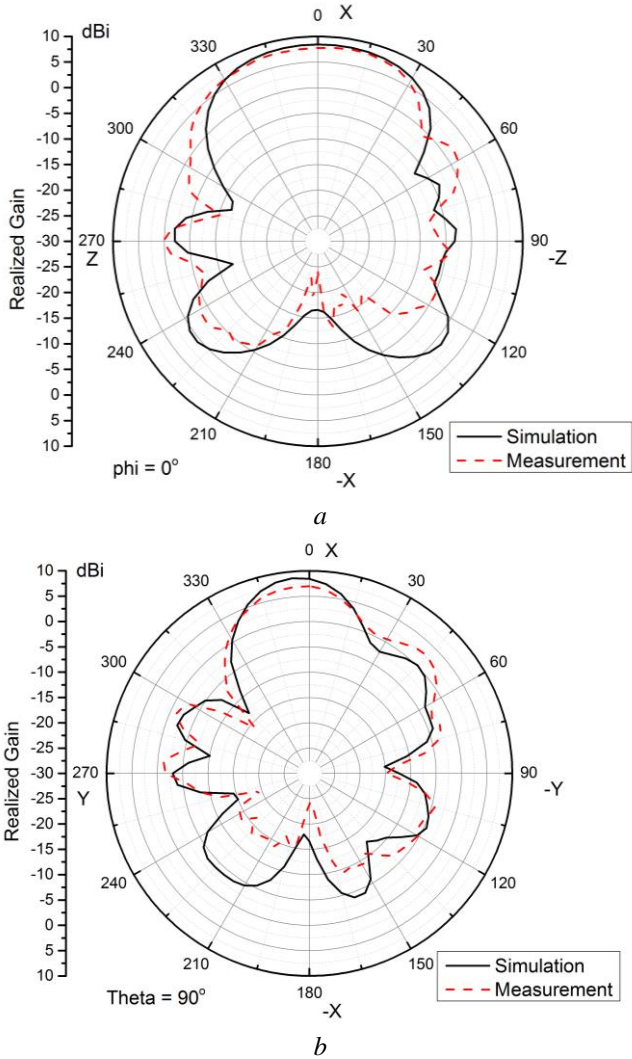 dBi
10
5
0
-5
-10
-15
-20
-25
-30
-25
-20
-15
-10
-5
0
5
10
Realized Gain
0 X
30
60
90
-Z
120
150
180
-X
210
240
270
Z
300
330
phi = 0°
Simulation
Measurement
a
dBi
10
5
0
-5
-10
-15
-20
-25
-30
-25
-20
-15
-10
-5
0
5
10
Realized Gain
0 X
30
60
90
-Y
120
150
180
-X
210
240
270
Y
300
330
Theta = 90°
Simulation
Measurement
b